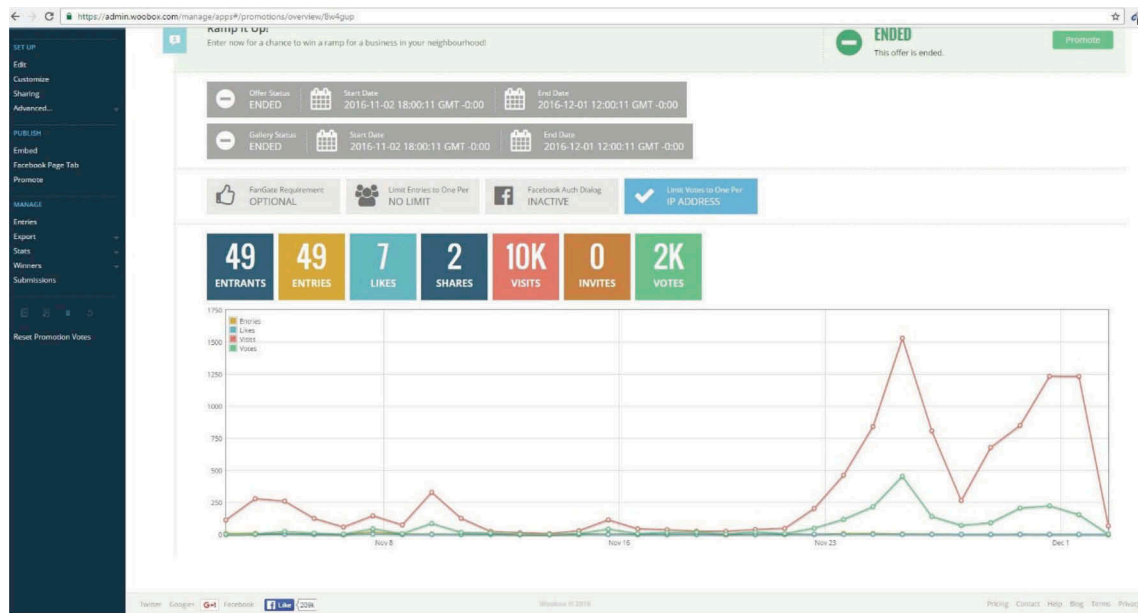 https://admin.woobox.com/manage/apps#/promotions/overview/8w4gup
SET UP
Edit
Customize
Sharing
Advanced...
PUBLISH
Embed
Facebook Page Tab
Promote
MANAGE
Entries
Export
Stats
Winners
Submissions
Reset Promotion Votes
Ramp It Up!
Enter now for a chance to win a ramp for a business in your neighbourhood!
ENDED
This offer is ended.
Promote
Offer Status
ENDED
Start Date
2016-11-02 18:00:11 GMT -0:00
End Date
2016-12-01 12:00:11 GMT -0:00
Gallery Status
ENDED
Start Date
2016-11-02 18:00:11 GMT -0:00
End Date
2016-12-01 12:00:11 GMT -0:00
FanGate Requirement
OPTIONAL
Limit Entries to One Per
NO LIMIT
Facebook Auth Dialog
INACTIVE
Limit Votes to One Per
IP ADDRESS
49
ENTRANTS
49
ENTRIES
7
LIKES
2
SHARES
10K
VISITS
0
INVITES
2K
VOTES
Entries
Likes
Visits
Votes
1750
1500
1250
1000
750
500
250
0
Nov 8
Nov 16
Nov 23
Dec 1
Twitter Google+ G+1 Facebook Like 209k
Woobox © 2016
Pricing Contact Help Blog Terms Privac